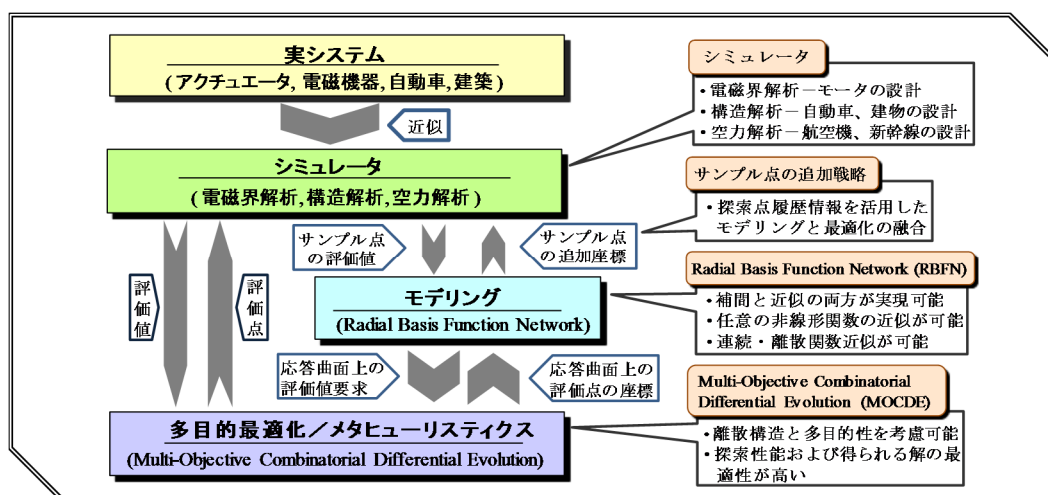 実システム
(アクチュエータ, 電磁機器, 自動車, 建築)
近似
シミュレータ
(電磁界解析, 構造解析, 空力解析)
サンプル点
の評価値
サンプル点
の追加座標
評価値
評価点
モデリング
(Radial Basis Function Network)
応答曲面上の
評価値要求
応答曲面上の
評価点の座標
多目的最適化／メタヒューリスティクス
(Multi-Objective Combinatorial Differential Evolution)
シミュレータ
・電磁界解析－モータの設計
・構造解析－自動車、建物の設計
・空力解析－航空機、新幹線の設計
サンプル点の追加戦略
・探索点履歴情報を活用した
モデリングと最適化の融合
Radial Basis Function Network (RBFN)
・補間と近似の両方が実現可能
・任意の非線形関数の近似が可能
・連続・離散関数近似が可能
Multi-Objective Combinatorial
Differential Evolution (MOCDE)
・離散構造と多目的性を考慮可能
・探索性能および得られる解の最
適性が高い